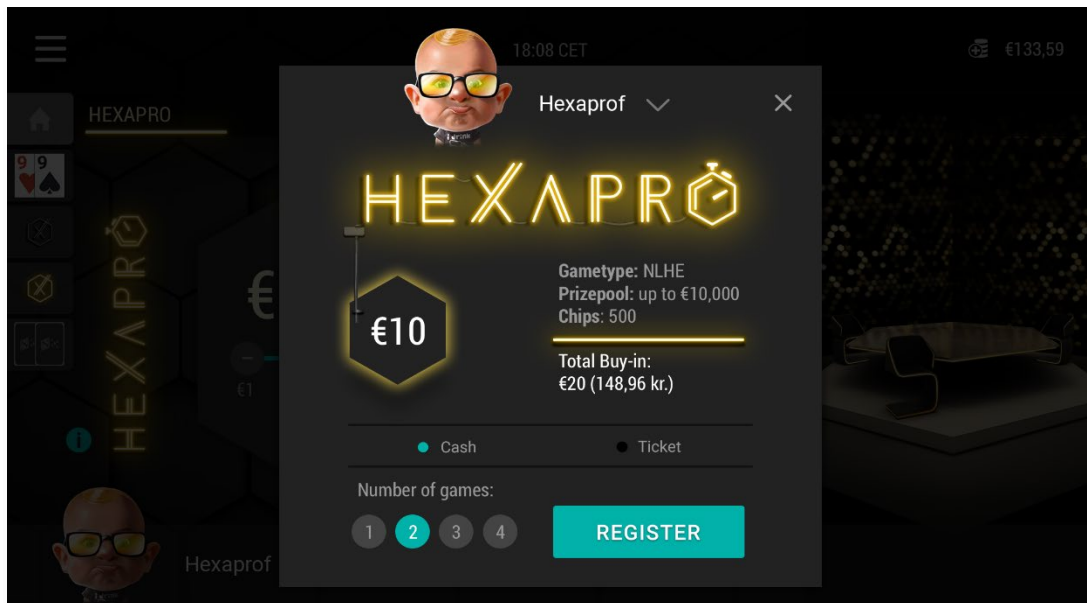 18:08 CET
€133,59
Hexaprof
HEXAPRO
HEXAPRO
9 9
HEXAPRO
€
€1
i
Gametype: NLHE
Prizepool: up to €10,000
Chips: 500
€10
Total Buy-in:
€20 (148,96 kr.)
Cash
Ticket
Number of games:
1 2 3 4
REGISTER
Hexaprof